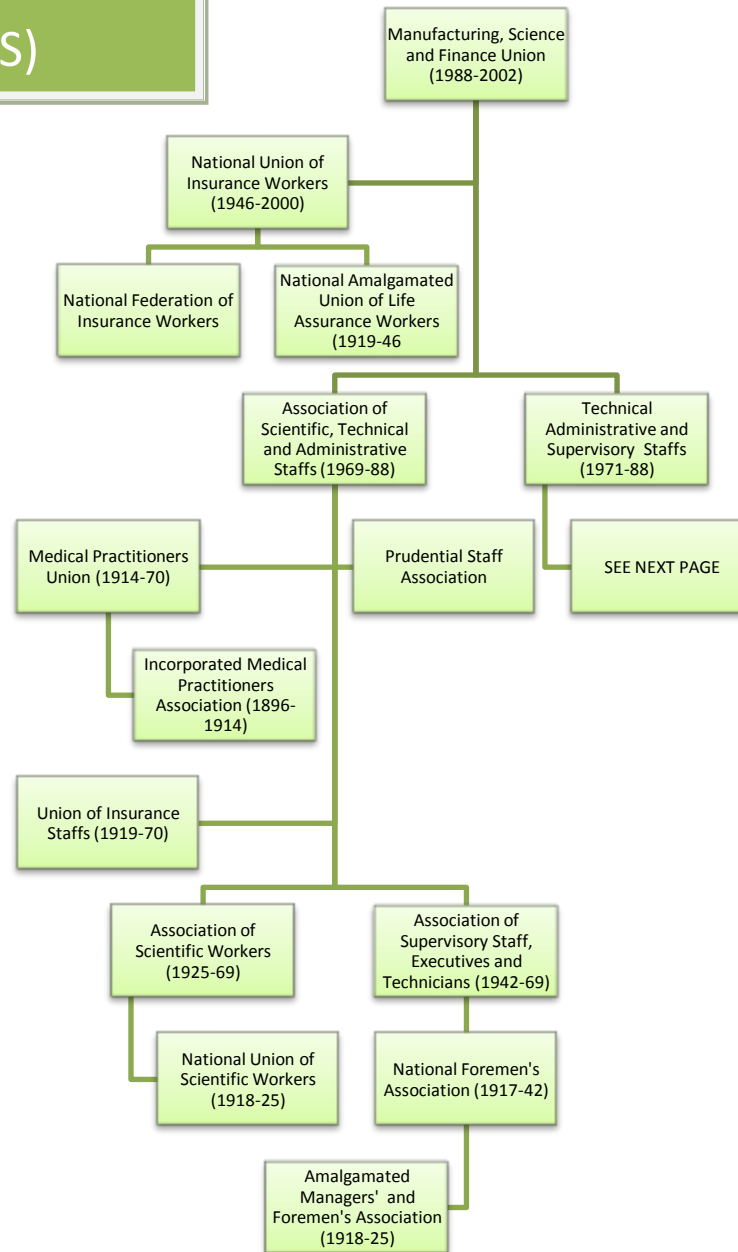 S)
Manufacturing, Science
and Finance Union
(1988-2002)
National Union of
Insurance Workers
(1946-2000)
National Federation of
Insurance Workers
National Amalgamated
Union of Life
Assurance Workers
(1919-46
Association of
Scientific, Technical
and Administrative
Staffs (1969-88)
Technical
Administrative and
Supervisory Staffs
(1971-88)
Medical Practitioners
Union (1914-70)
Prudential Staff
Association
SEE NEXT PAGE
Incorporated Medical
Practitioners
Association (1896-
1914)
Union of Insurance
Staffs (1919-70)
Association of
Scientific Workers
(1925-69)
Association of
Supervisory Staff,
Executives and
Technicians (1942-69)
National Union of
Scientific Workers
(1918-25)
National Foremen's
Association (1917-42)
Amalgamated
Managers' and
Foremen's Association
(1918-25)